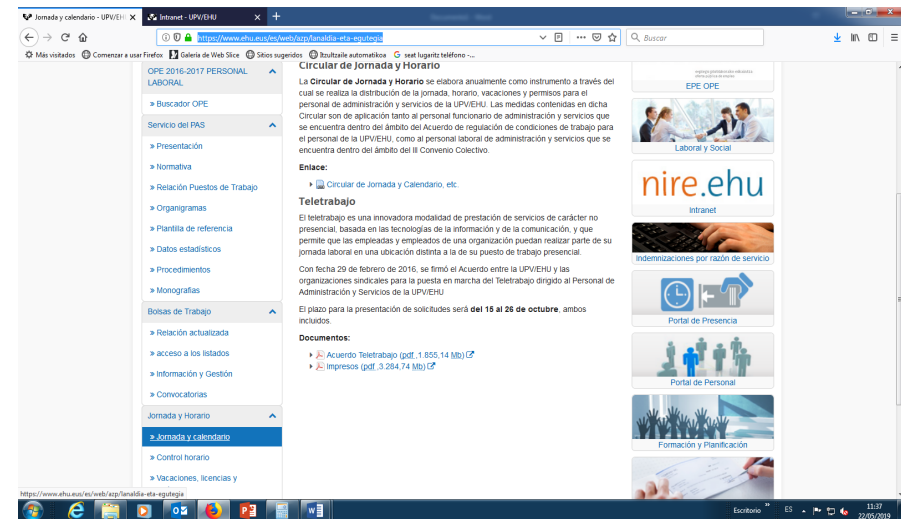 Jornada y calendario - UPV/EH
Intranet - UPV/EHU
https://www.ehu.eus/es/web/azp/lanaldia-eta-egutegia
Buscar
Más visitados
Comenzar a usar Firefox
Galería de Web Slice
Sitios sugeridos
Itzultzaile automatikoa
seat lugaritz teléfono -...
OPE 2016-2017 PERSONAL
LABORAL
» Buscador OPE
Servicio del PAS
» Presentación
» Normativa
» Relación Puestos de Trabajo
» Organigramas
» Plantilla de referencia
» Datos estadísticos
» Procedimientos
» Monografías
Bolsas de Trabajo
» Relación actualizada
» acceso a los listados
» Información y Gestión
» Convocatorias
Jornada y Horario
» Jornada y calendario
» Control horario
» Vacaciones, licencias y
Circular de Jornada y Horario
La Circular de Jornada y Horario se elabora anualmente como instrumento a través del
cual se realiza la distribución de la jornada, horario, vacaciones y permisos para el
personal de administración y servicios de la UPV/EHU. Las medidas contenidas en dicha
Circular son de aplicación tanto al personal funcionario de administración y servicios que
se encuentra dentro del ámbito del Acuerdo de regulación de condiciones de trabajo para
el personal de la UPV/EHU, como al personal laboral de administración y servicios que se
encuentra dentro del ámbito del III Convenio Colectivo.
Enlace:
Circular de Jornada y Calendario, etc.
Teletrabajo
El teletrabajo es una innovadora modalidad de prestación de servicios de carácter no
presencial, basada en las tecnologías de la información y de la comunicación, y que
permite que las empleadas y empleados de una organización puedan realizar parte de su
jornada laboral en una ubicación distinta a la de su puesto de trabajo presencial.
Con fecha 29 de febrero de 2016, se firmó el Acuerdo entre la UPV/EHU y las
organizaciones sindicales para la puesta en marcha del Teletrabajo dirigido al Personal de
Administración y Servicios de la UPV/EHU
El plazo para la presentación de solicitudes será del 15 al 26 de octubre, ambos
incluidos.
Documentos:
Acuerdo Teletrabajo (pdf ,1.855,14 Mb)
Impresos (pdf ,3.284,74 Mb)
EPE OPE
Laboral y Social
nire.ehu
Intranet
Indemnizaciones por razón de servicio
Portal de Presencia
Portal de Personal
Formación y Planificación
https://www.ehu.eus/es/web/azp/lanaldia-eta-egutegia
Escritorio
ES
11:37
22/05/2019